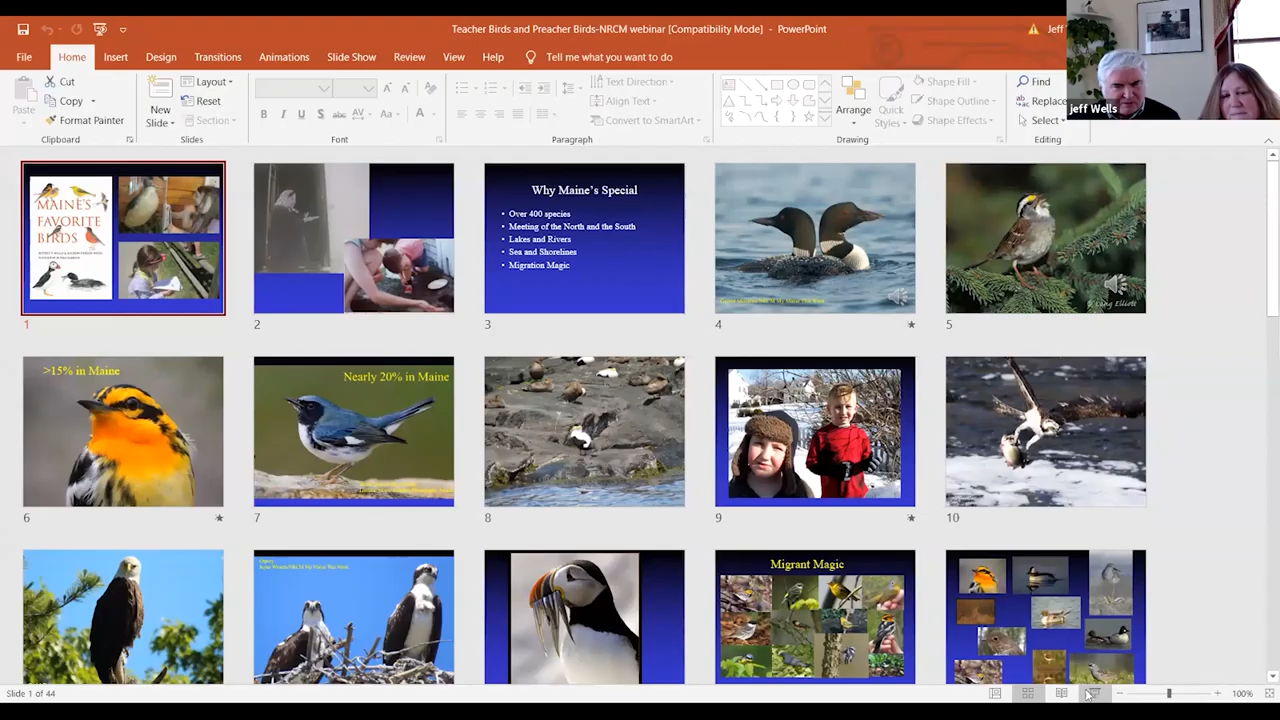 Teacher Birds and Preacher Birds-NRCM webinar [Compatibility Mode] - PowerPoint
Jeff
File Home Insert Design Transitions Animations Slide Show Review View Help Tell me what you want to do
jeff Wells
Paste
Cut
Copy
Format Painter
Clipboard
New Slide
Layout
Reset
Section
Slides
Font
Text Direction
Align Text
Convert to SmartArt
Paragraph
Arrange
Quick Styles
Shape Fill
Shape Outline
Shape Effects
Drawing
Find
Replace
Select
Editing
MAINE'S
FAVORITE
BIRDS
1
2
Why Maine's Special
• Over 400 species
• Meeting of the North and the South
• Lakes and Rivers
• Sea and Shorelines
• Migration Magic
3
4
© Lang Elliott
5
>15% in Maine
6
Nearly 20% in Maine
7
8
9
10
Osprey
Migrant Magic
Slide 1 of 44
100%